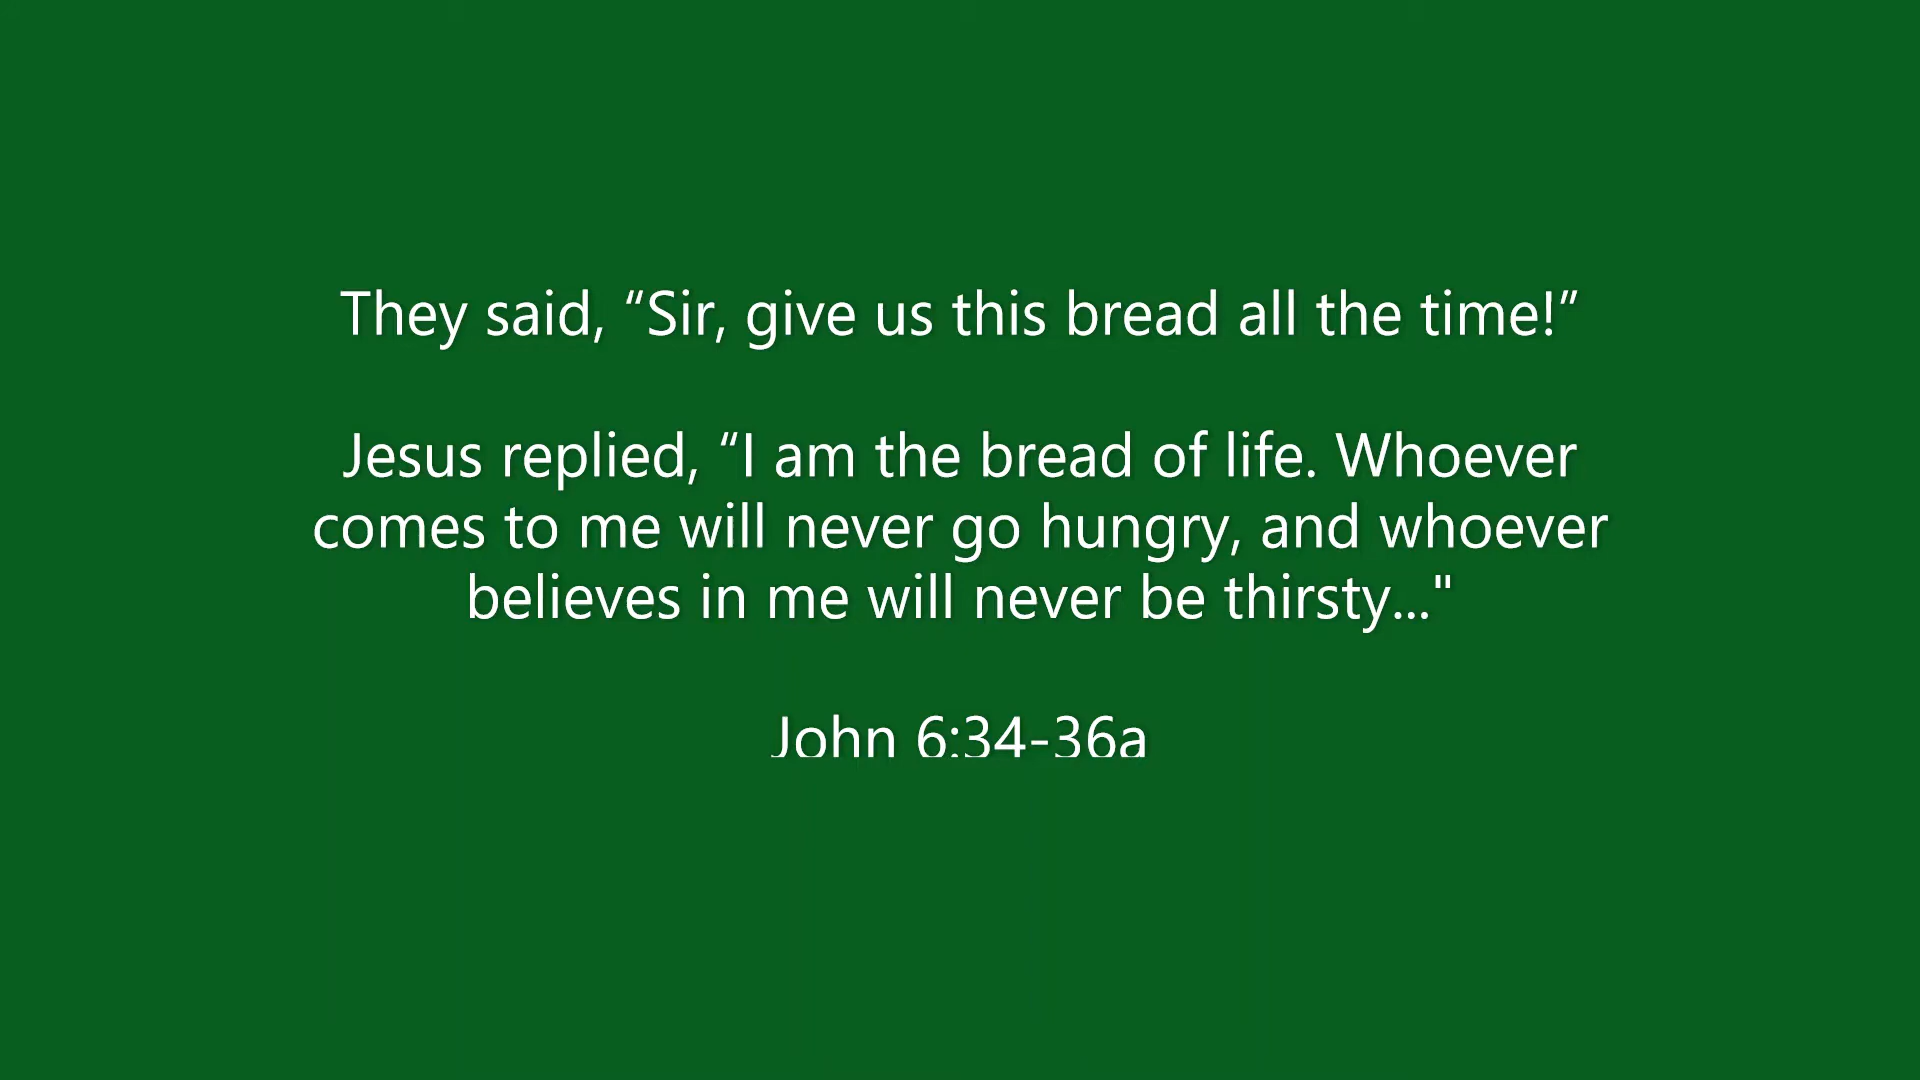 They said, “Sir, give us this bread all the time!”
Jesus replied, “I am the bread of life. Whoever
comes to me will never go hungry, and whoever
believes in me will never be thirsty..."
John 6:34-36a